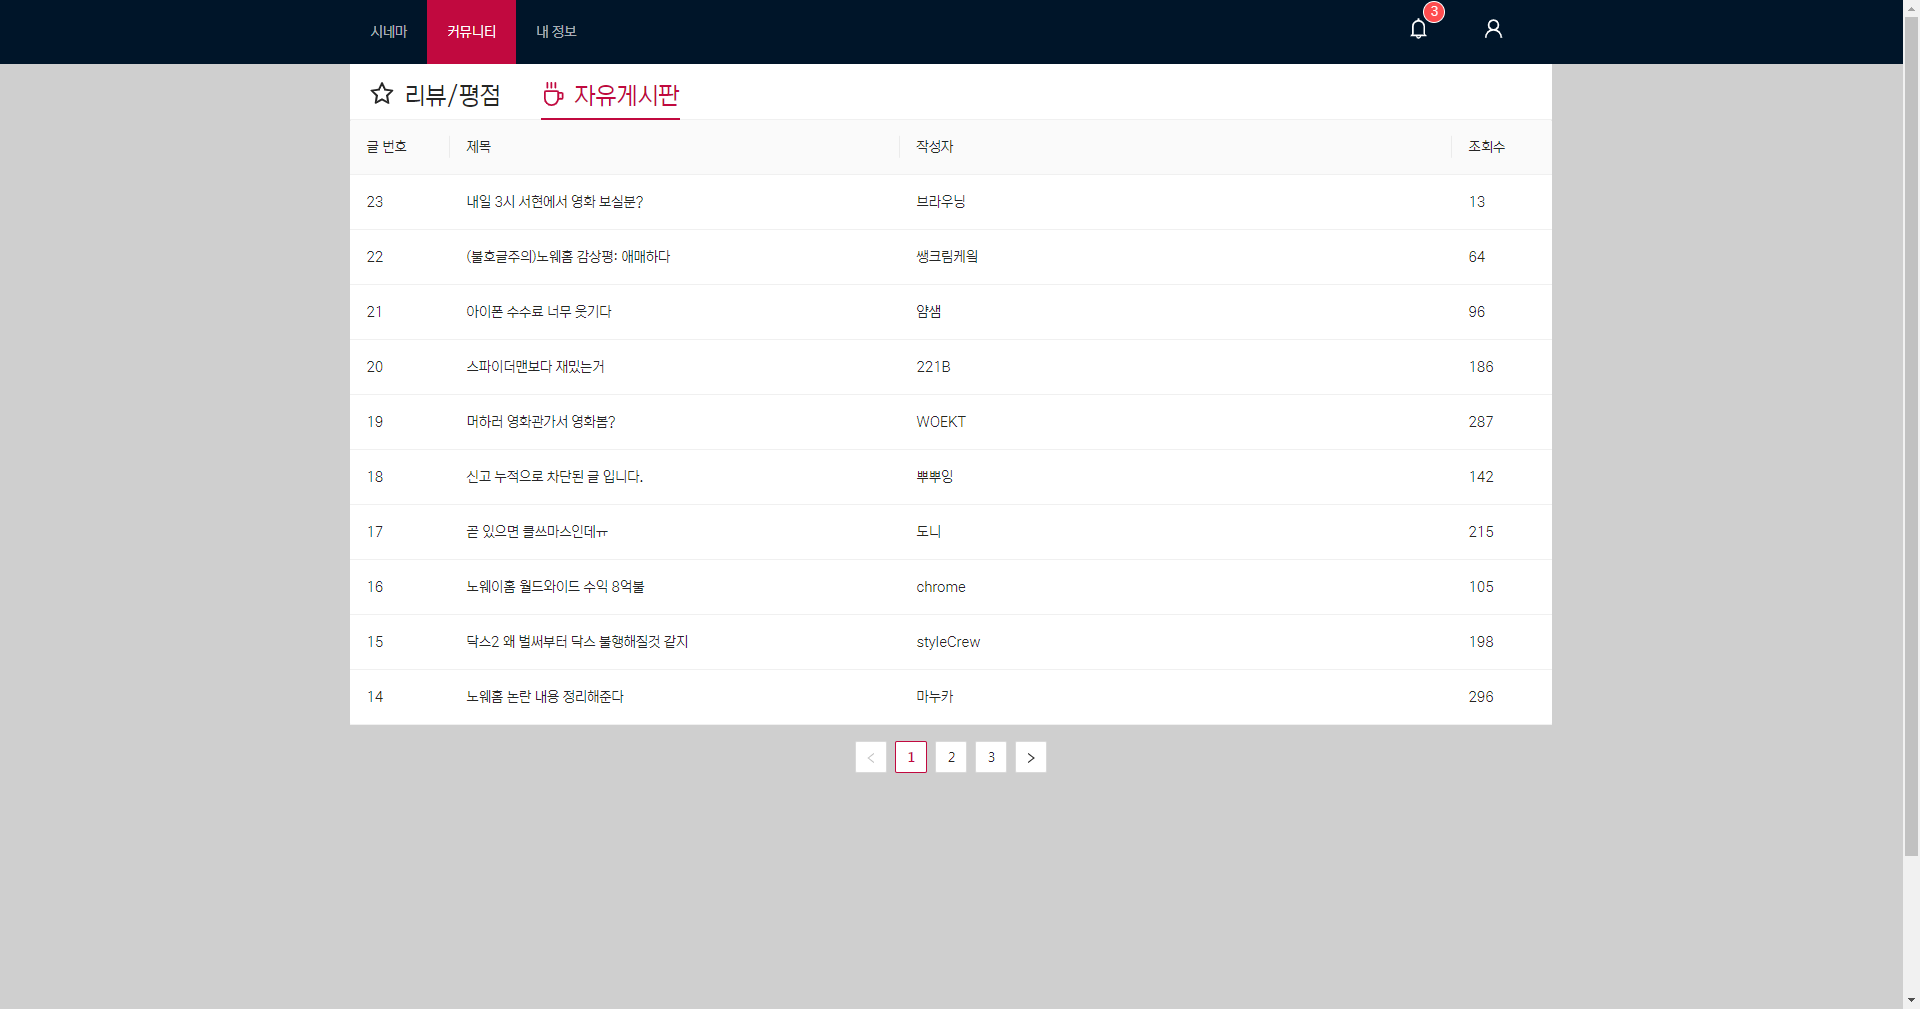 시네마 커뮤니티 내 정보 3
리뷰/평점 자유게시판
글 번호 제목 작성자 조회수
23 내일 3시 서현에서 영화 보실분? 브라우닝 13
22 (불호글주의)노웨홈 감상평: 애매하다 쌩크림케잌 64
21 아이폰 수수료 너무 웃기다 얌샘 96
20 스파이더맨보다 재밌는거 221B 186
19 머하러 영화관가서 영화봄? WOEKT 287
18 신고 누적으로 차단된 글 입니다. 뿌뿌잉 142
17 곧 있으면 클쓰마스인데ㅠ 도니 215
16 노웨이홈 월드와이드 수익 8억불 chrome 105
15 닥스2 왜 벌써부터 닥스 불행해질것 같지 styleCrew 198
14 노웨홈 논란 내용 정리해준다 마누카 296
< 1 2 3 >